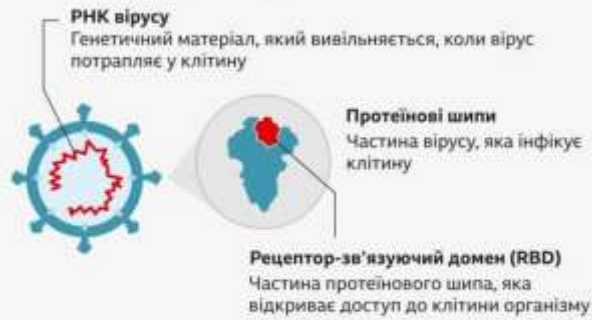 РНК вірусу
Генетичний матеріал, який вивільняється, коли вірус
потрапляє у клітину
Протеїнові шипи
Частина вірусу, яка інфікує
клітину
Рецептор-зв'язуючий домен (RBD)
Частина протеїнового шипа, яка
відкриває доступ до клітини організму